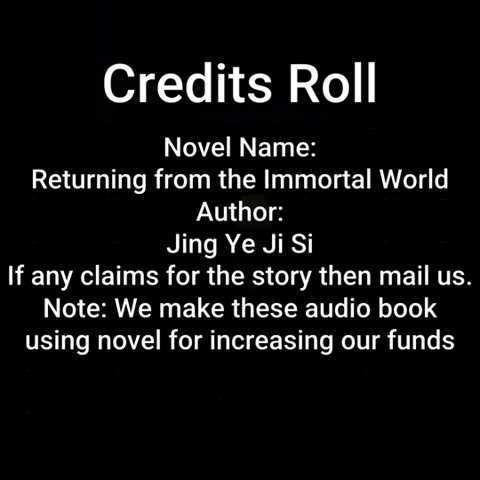 Credits Roll
Novel Name:
Returning from the Immortal World
Author:
Jing Ye Ji Si
If any claims for the story then mail us.
Note: We make these audio book
using novel for increasing our funds